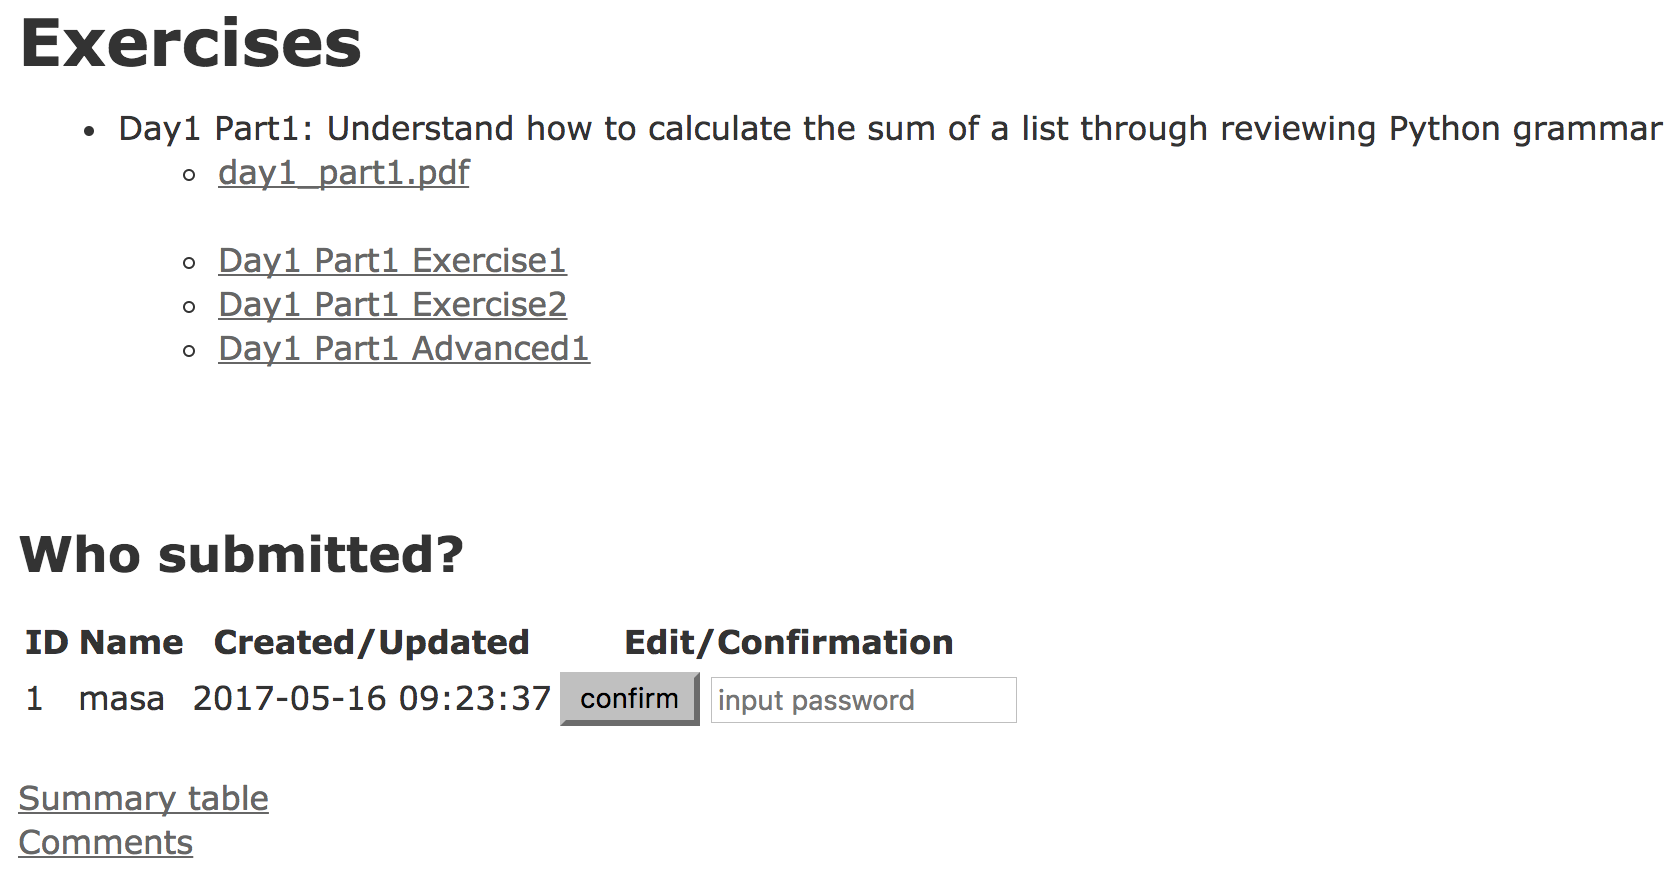 Exercises
Day1 Part1: Understand how to calculate the sum of a list through reviewing Python grammar
day1_part1.pdf
Day1 Part1 Exercise1
Day1 Part1 Exercise2
Day1 Part1 Advanced1
Who submitted?
ID Name Created/Updated Edit/Confirmation
1 masa 2017-05-16 09:23:37 confirm input password
Summary table
Comments